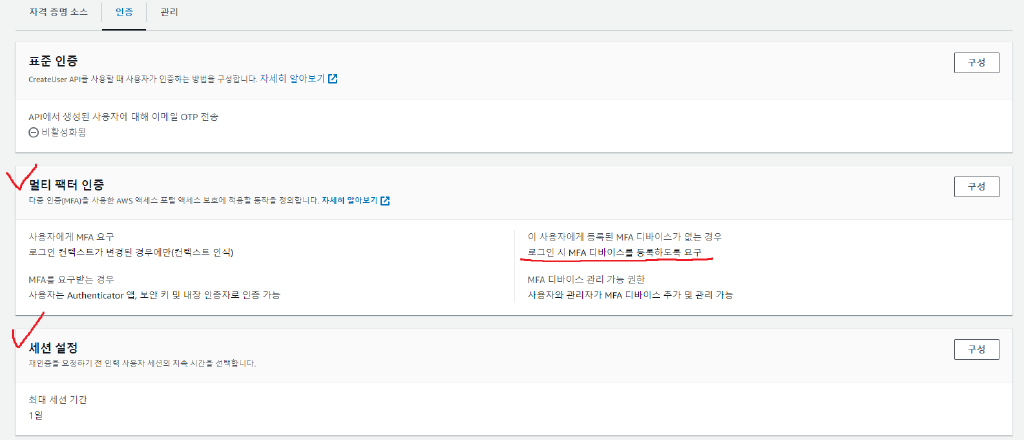 자격 증명 소스
인증
관리
표준 인증
구성
CreateUser API를 사용할 때 사용자가 인증하는 방법을 구성합니다. 자세히 알아보기
API에서 생성된 사용자에 대해 이메일 OTP 전송
비활성화됨
멀티 팩터 인증
구성
다중 인증(MFA)을 사용한 AWS 액세스 포털 액세스 보호에 적용할 동작을 정의합니다. 자세히 알아보기
사용자에게 MFA 요구
로그인 컨텍스트가 변경된 경우에만(컨텍스트 인식)
이 사용자에게 등록된 MFA 디바이스가 없는 경우
로그인 시 MFA 디바이스를 등록하도록 요구
MFA를 요구받는 경우
사용자는 Authenticator 앱, 보안 키 및 내장 인증자로 인증 가능
MFA 디바이스 관리 가능 권한
사용자와 관리자가 MFA 디바이스 추가 및 관리 가능
세션 설정
구성
재인증을 요청하기 전 인력 사용자 세션의 지속 시간을 선택합니다.
최대 세션 기간
1일